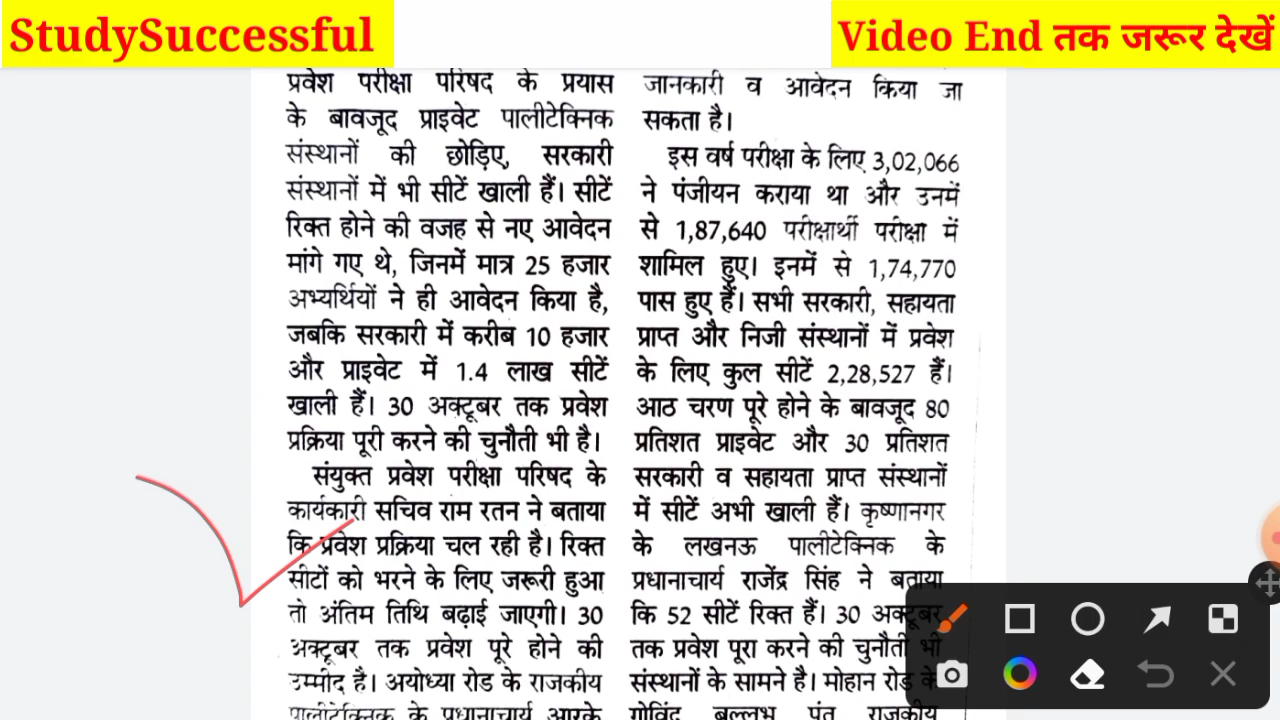 StudySuccessful
Video End तक जरूर देखें
प्रवेश परीक्षा परिषद के प्रयास
के बावजूद प्राइवेट पालीटेक्निक
संस्थानों की छोड़िए, सरकारी
संस्थानों में भी सीटें खाली हैं। सीटें
रिक्त होने की वजह से नए आवेदन
मांगे गए थे, जिनमें मात्र 25 हजार
अभ्यर्थियों ने ही आवेदन किया है,
जबकि सरकारी में करीब 10 हजार
और प्राइवेट में 1.4 लाख सीटें
खाली हैं। 30 अक्टूबर तक प्रवेश
प्रक्रिया पूरी करने की चुनौती भी है।
संयुक्त प्रवेश परीक्षा परिषद के
कार्यकारी सचिव राम रतन ने बताया
कि प्रवेश प्रक्रिया चल रही है। रिक्त
सीटों को भरने के लिए जरूरी हुआ
तो अंतिम तिथि बढ़ाई जाएगी। 30
अक्टूबर तक प्रवेश पूरे होने की
उम्मीद है। अयोध्या रोड के राजकीय
पालीटेक्निक के प्रधानाचार्य आरके
जानकारी व आवेदन किया जा
सकता है।
इस वर्ष परीक्षा के लिए 3,02,066
ने पंजीयन कराया था और उनमें
से 1,87,640 परीक्षार्थी परीक्षा में
शामिल हुए। इनमें से 1,74,770
पास हुए हैं। सभी सरकारी, सहायता
प्राप्त और निजी संस्थानों में प्रवेश
के लिए कुल सीटें 2,28,527 हैं।
आठ चरण पूरे होने के बावजूद 80
प्रतिशत प्राइवेट और 30 प्रतिशत
सरकारी व सहायता प्राप्त संस्थानों
में सीटें अभी खाली हैं। कृष्णानगर
के लखनऊ पालीटेक्निक के
प्रधानाचार्य राजेंद्र सिंह ने बताया
कि 52 सीटें रिक्त हैं। 30 अक्टूबर
तक प्रवेश पूरा करने की चुनौती भी
संस्थानों के सामने है। मोहान रोड के
गोविंद बल्लभ पंत राजकीय